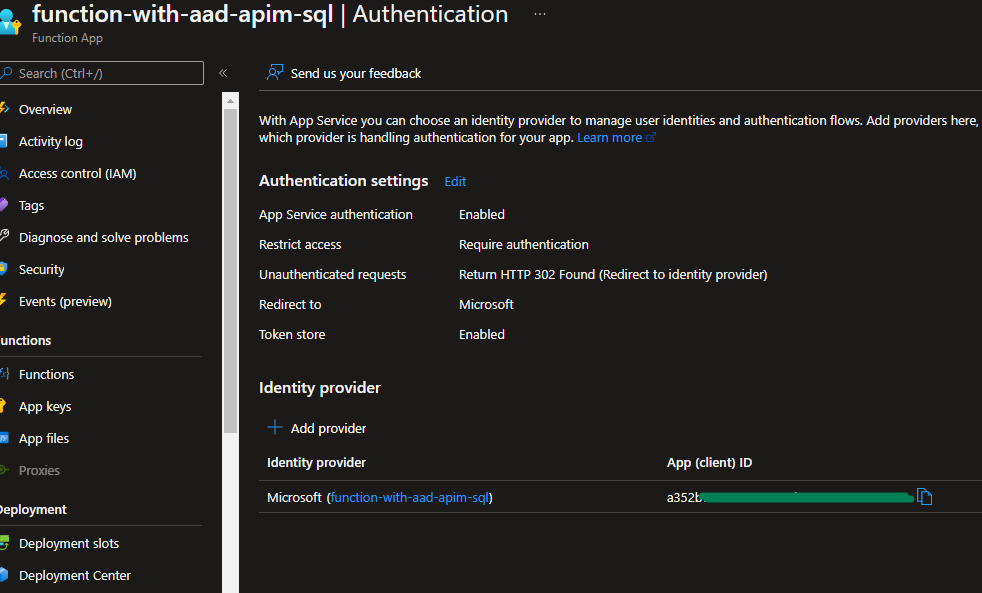 function-with-aad-apim-sql | Authentication ...
Function App
Search (Ctrl+/)
«
Overview
Activity log
Access control (IAM)
Tags
Diagnose and solve problems
Security
Events (preview)
unctions
Functions
App keys
App files
Proxies
Deployment
Deployment slots
Deployment Center
Send us your feedback
With App Service you can choose an identity provider to manage user identities and authentication flows. Add providers here,
which provider is handling authentication for your app. Learn more
Authentication settings Edit
App Service authentication Enabled
Restrict access Require authentication
Unauthenticated requests Return HTTP 302 Found (Redirect to identity provider)
Redirect to Microsoft
Token store Enabled
Identity provider
Add provider
Identity provider App (client) ID
Microsoft (function-with-aad-apim-sql) a352b